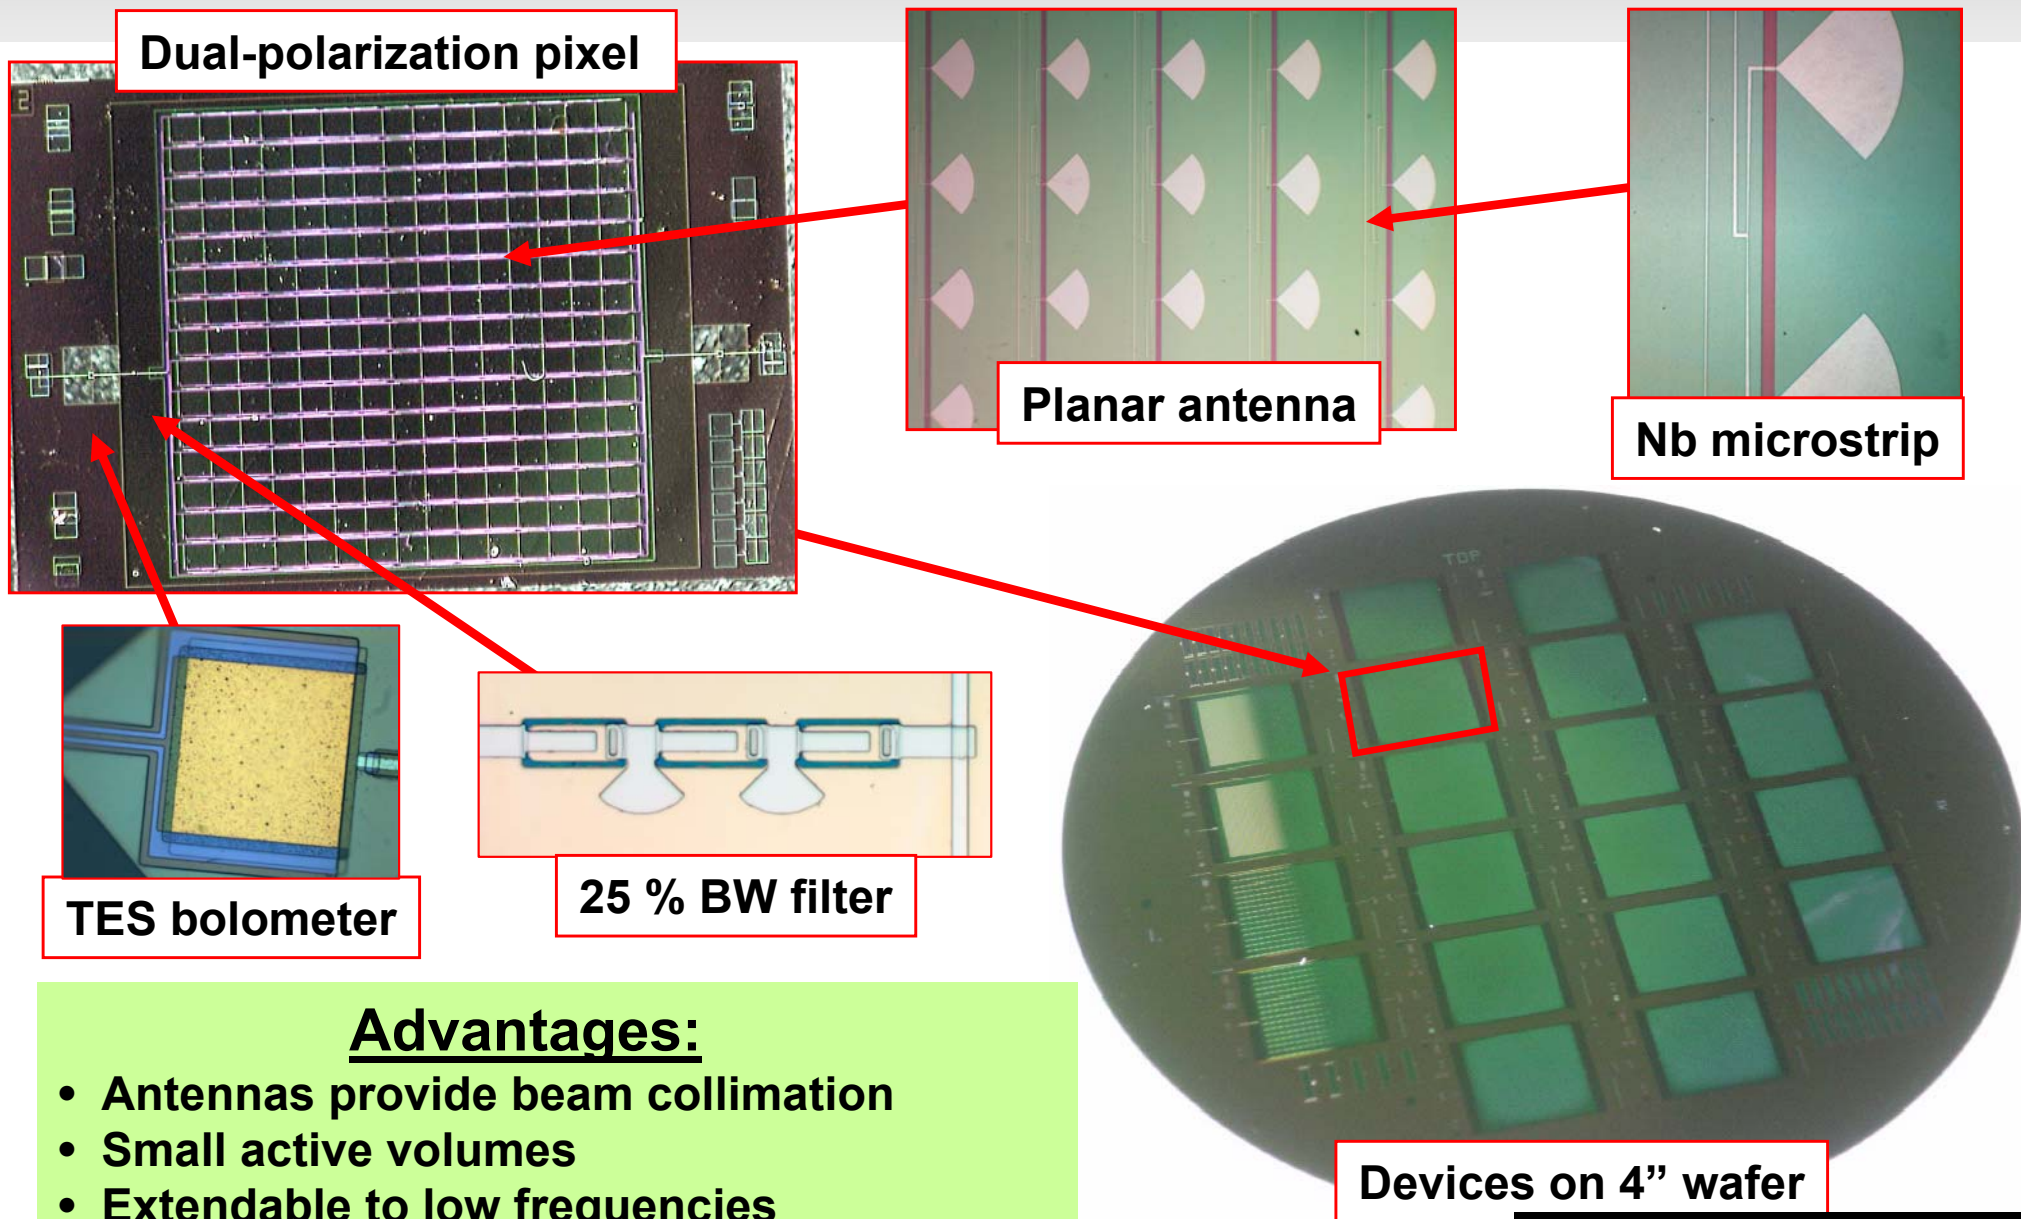 Dual-polarization pixel
Planar antenna
Nb microstrip
TOP
TES bolometer
25 % BW filter
Advantages:
• Antennas provide beam collimation
• Small active volumes
• Extendable to low frequencies
Devices on 4” wafer